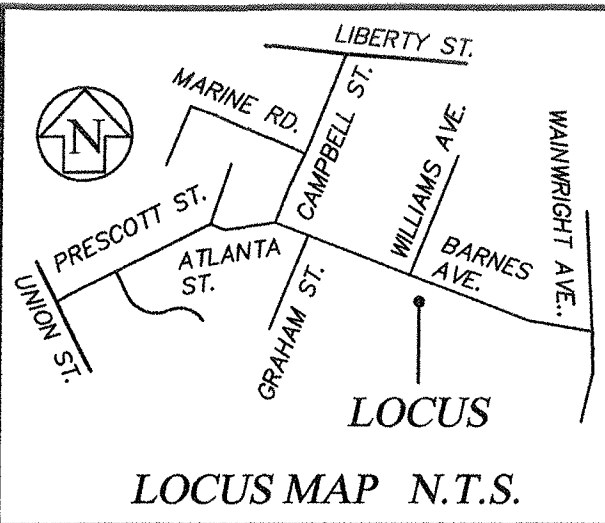 LIBERTY ST.
MARINE RD.
CAMPBELL ST.
WILLIAMS AVE.
WAINWRIGHT AVE..
N
PRESCOTT ST.
ATLANTA
ST.
BARNES
AVE.
UNION ST.
GRAHAM ST.
LOCUS
LOCUS MAP N.T.S.